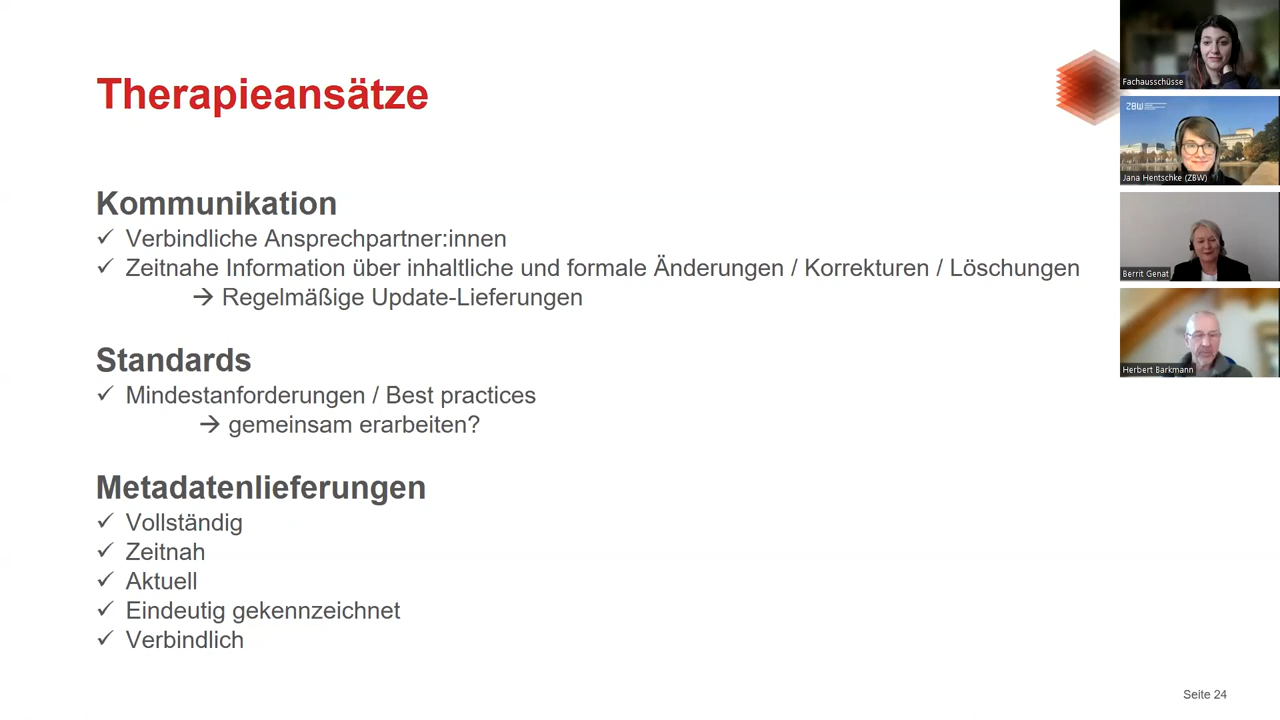 Therapieansätze
Kommunikation
✓ Verbindliche Ansprechpartner:innen
✓ Zeitnahe Information über inhaltliche und formale Änderungen / Korrekturen / Löschungen
→ Regelmäßige Update-Lieferungen
Standards
✓ Mindestanforderungen / Best practices
→ gemeinsam erarbeiten?
Metadatenlieferungen
✓ Vollständig
✓ Zeitnah
✓ Aktuell
✓ Eindeutig gekennzeichnet
✓ Verbindlich
Seite 24
Fachausschüsse
ZBW
Jana Hentschke (ZBW)
Berrit Genat
Herbert Barkmann